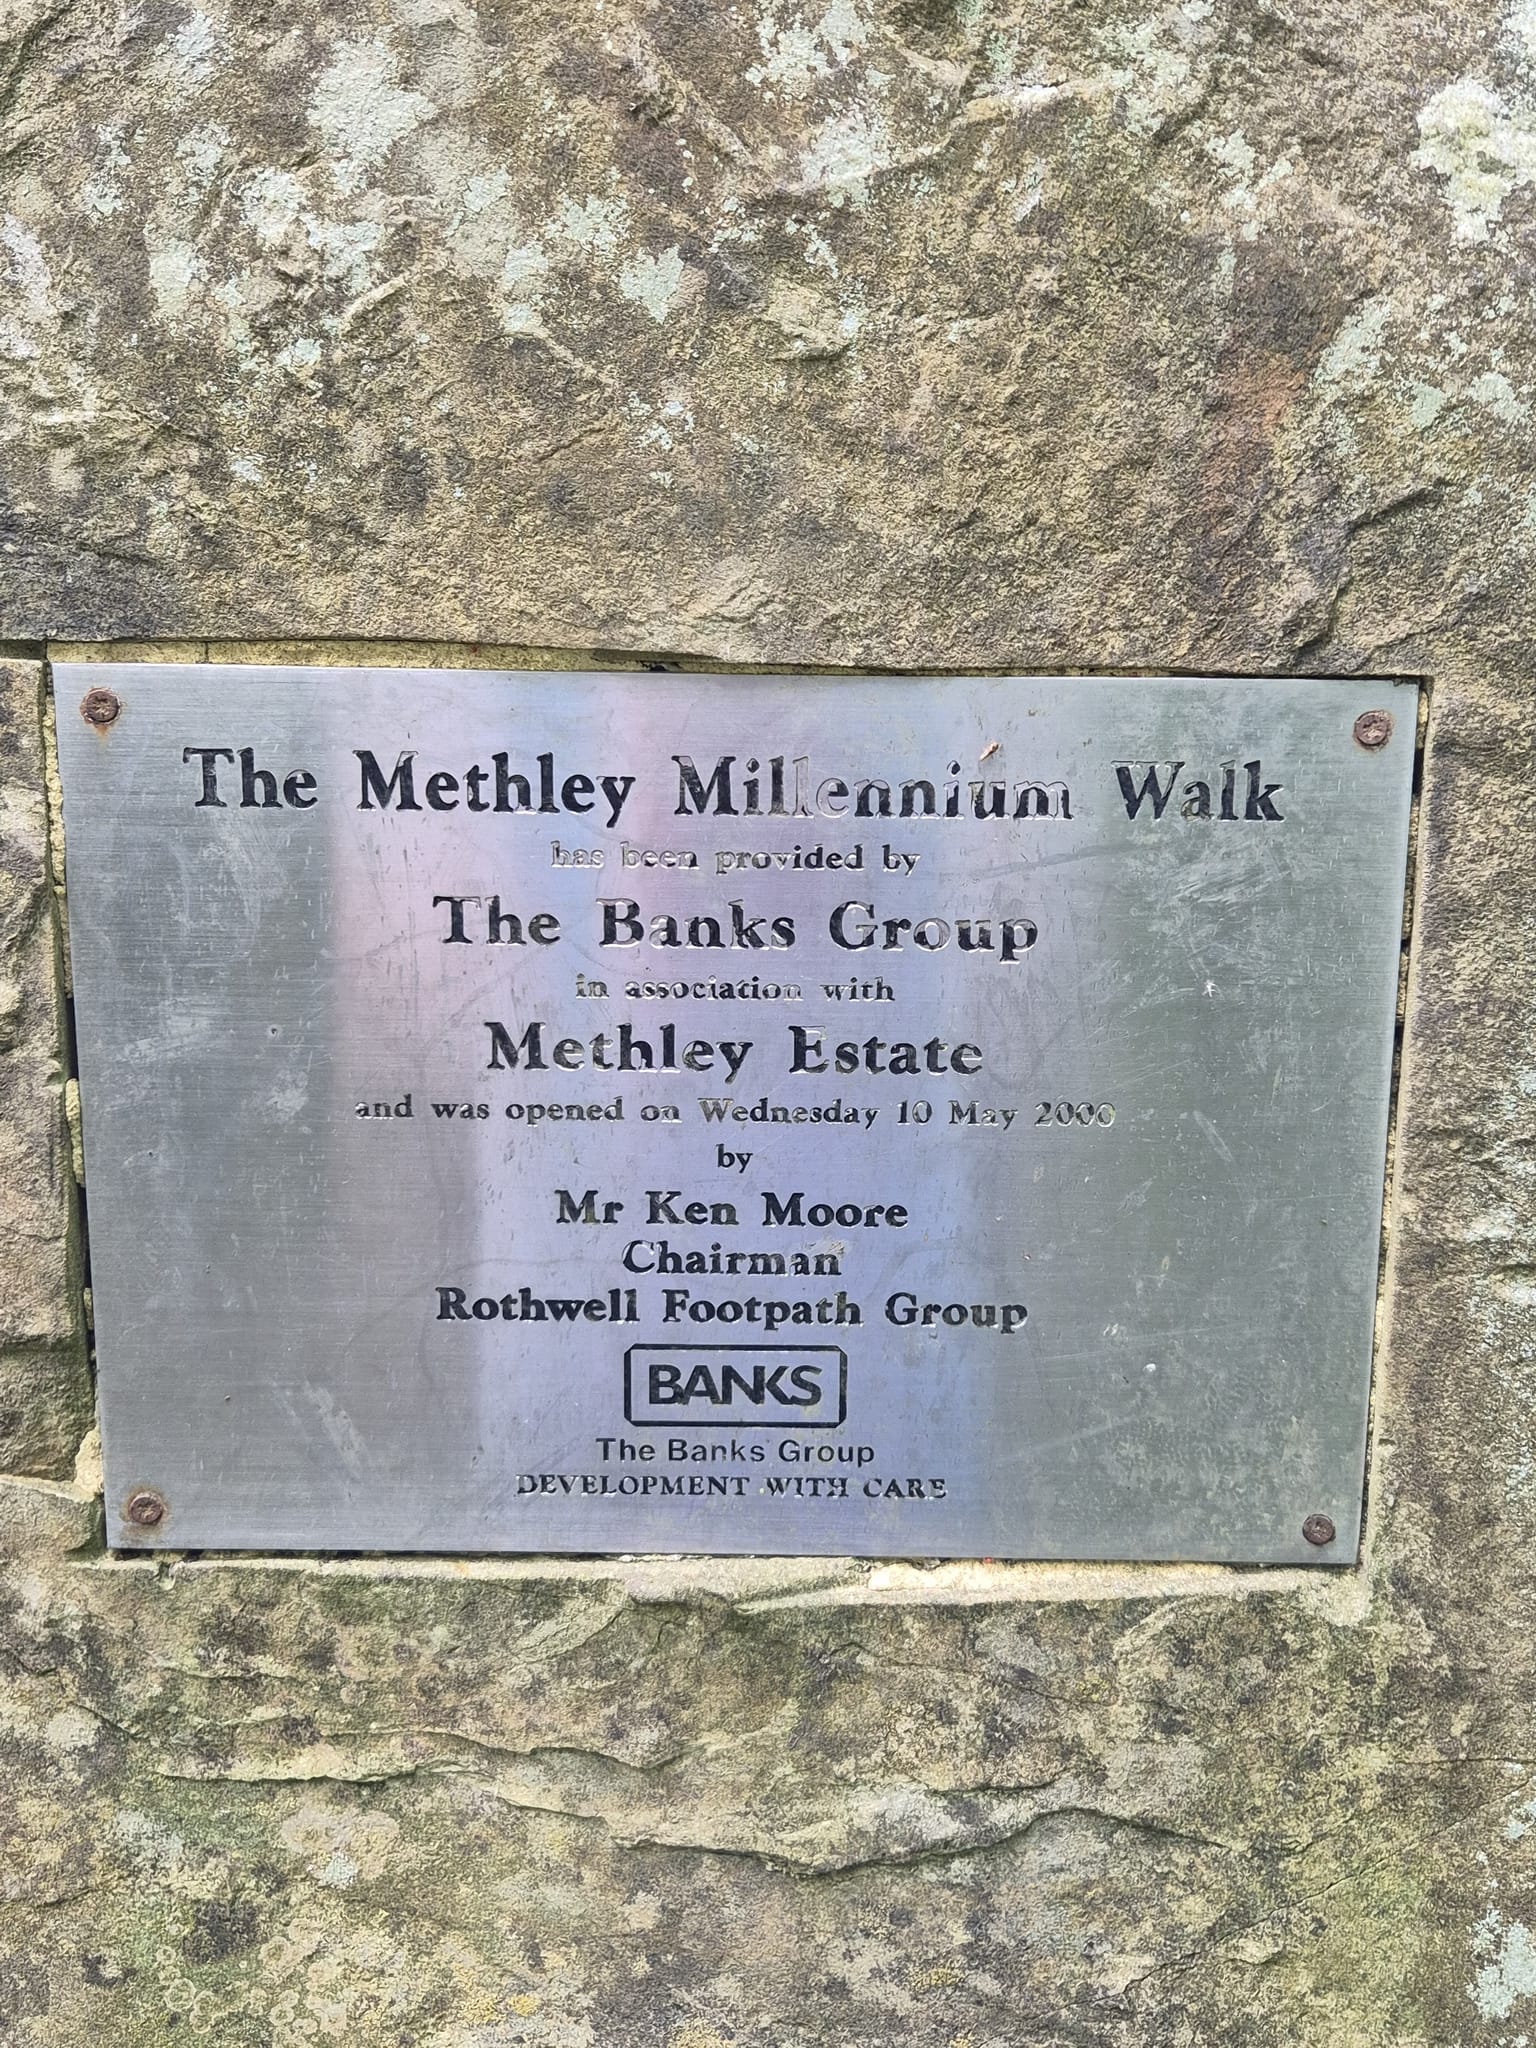 The Methley Millennium Walk
has been provided by
The Banks Group
in association with
Methley Estate
and was opened on Wednesday 10 May 2000
by
Mr Ken Moore
Chairman
Rothwell Footpath Group
BANKS
The Banks Group
DEVELOPMENT WITH CARE